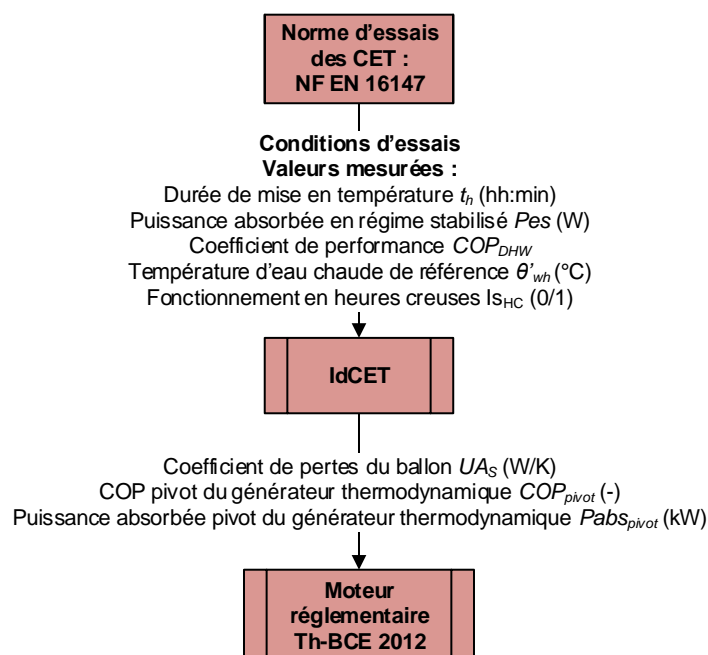 Norme d'essais
des CET :
NF EN 16147
Conditions d'essais
Valeurs mesurées :
Durée de mise en température t_h (hh:min)
Puissance absorbée en régime stabilisé Pes (W)
Coefficient de performance COP_DHW
Température d'eau chaude de référence θ'_wh (°C)
Fonctionnement en heures creuses Is_HC (0/1)
IdCET
Coefficient de pertes du ballon UA_S (W/K)
COP pivot du générateur thermodynamique COP_pivot (-)
Puissance absorbée pivot du générateur thermodynamique Pabs_pivot (kW)
Moteur
réglementaire
Th-BCE 2012